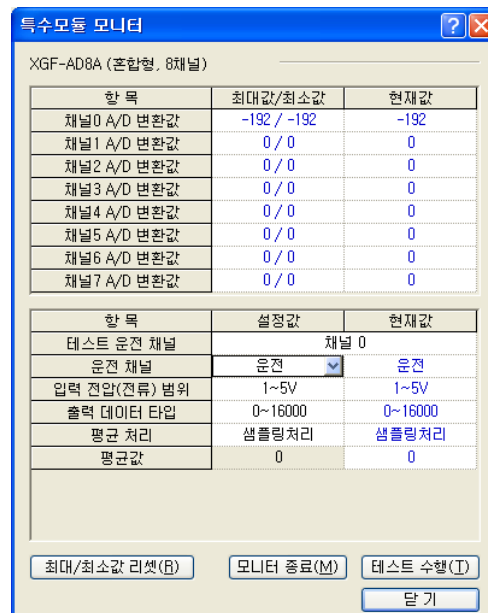 특수모듈 모니터
XGF-AD8A (혼합형, 8채널)
항 목 최대값/최소값 현재값
채널0 A/D 변환값 -192 / -192 -192
채널1 A/D 변환값 0 / 0 0
채널2 A/D 변환값 0 / 0 0
채널3 A/D 변환값 0 / 0 0
채널4 A/D 변환값 0 / 0 0
채널5 A/D 변환값 0 / 0 0
채널6 A/D 변환값 0 / 0 0
채널7 A/D 변환값 0 / 0 0
항 목 설정값 현재값
테스트 운전 채널 채널 0
운전 채널 운전 운전
입력 전압(전류) 범위 1~5V 1~5V
출력 데이터 타입 0~16000 0~16000
평균 처리 샘플링처리 샘플링처리
평균값 0 0
최대/최소값 리셋(R) 모니터 종료(M) 테스트 수행(T)
닫 기